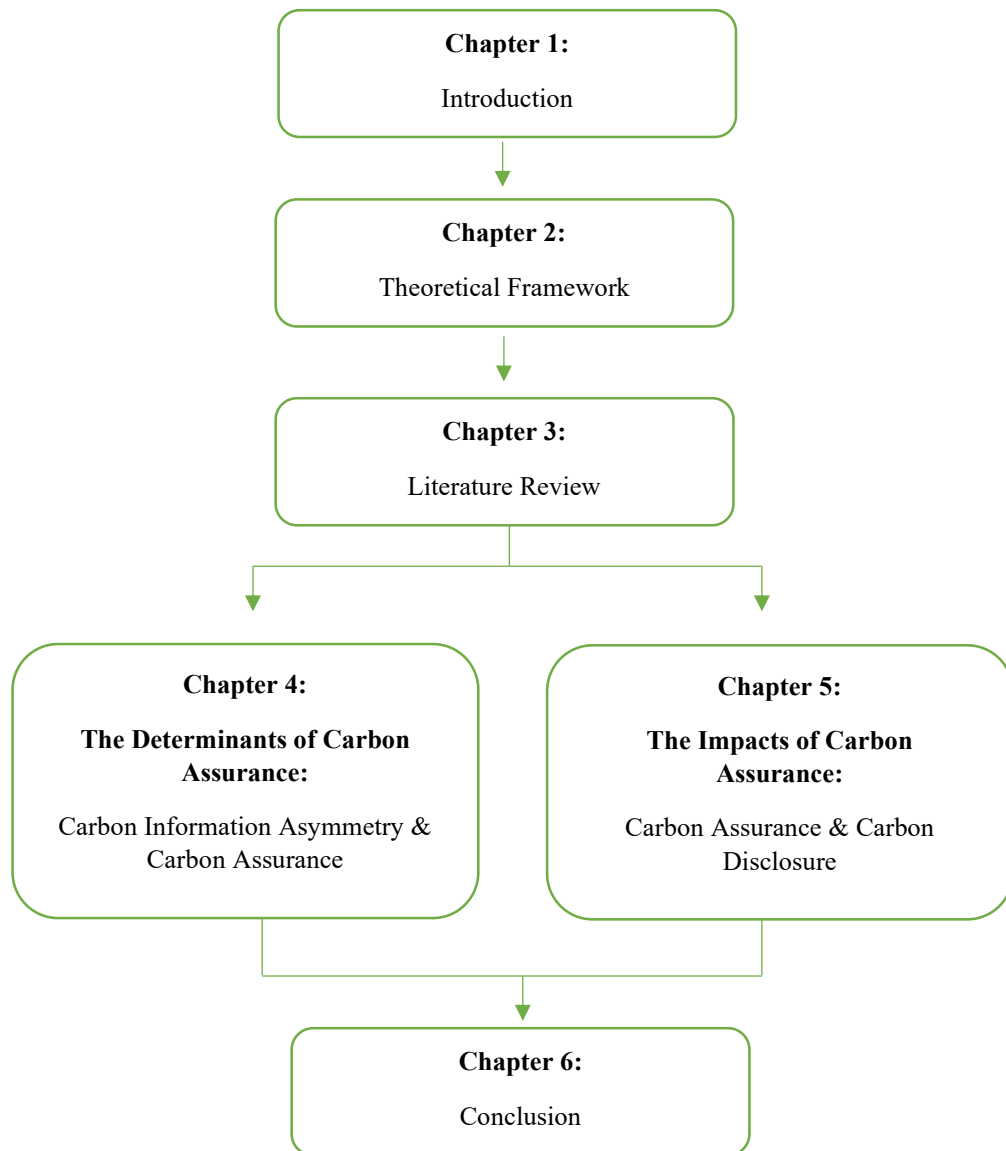 Chapter 1:
Introduction
Chapter 2:
Theoretical Framework
Chapter 3:
Literature Review
Chapter 4:
The Determinants of Carbon
Assurance:
Carbon Information Asymmetry &
Carbon Assurance
Chapter 5:
The Impacts of Carbon
Assurance:
Carbon Assurance & Carbon
Disclosure
Chapter 6:
Conclusion